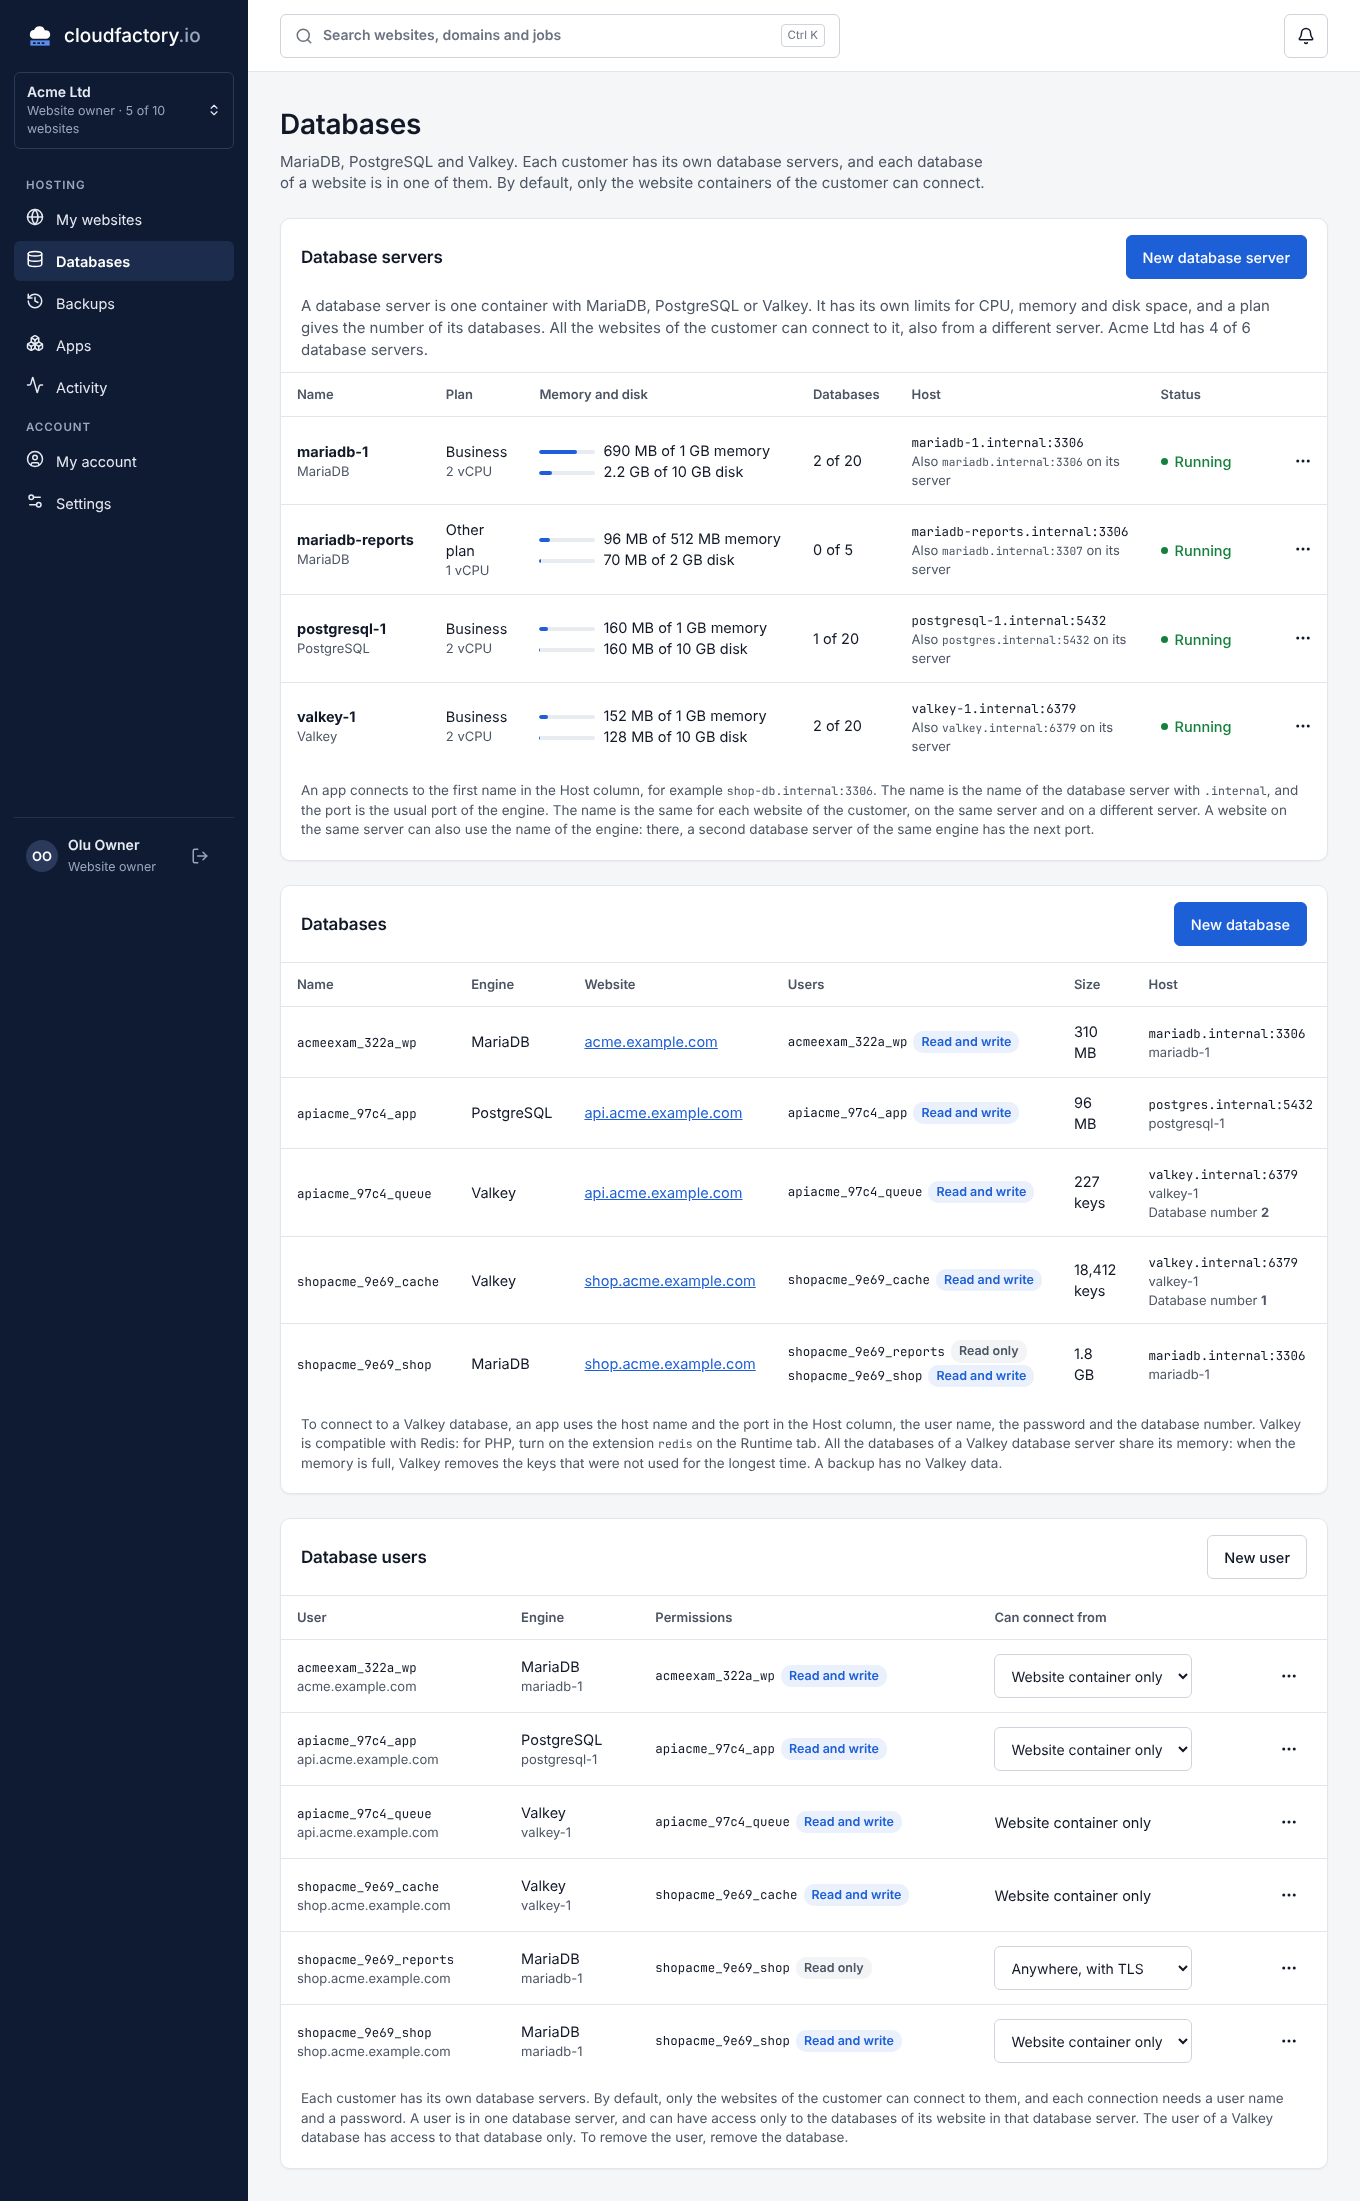 cloudfactory.io
Search websites, domains and jobs
Ctrl K
Acme Ltd
Website owner · 5 of 10
websites
HOSTING
My websites
Databases
Backups
Apps
Activity
ACCOUNT
My account
Settings
OO
Olu Owner
Website owner
Databases
MariaDB, PostgreSQL and Valkey. Each customer has its own database servers, and each database
of a website is in one of them. By default, only the website containers of the customer can connect.
Database servers
New database server
A database server is one container with MariaDB, PostgreSQL or Valkey. It has its own limits for CPU, memory and disk space, and a plan
gives the number of its databases. All the websites of the customer can connect to it, also from a different server. Acme Ltd has 4 of 6
database servers.
Name Plan Memory and disk Databases Host Status
mariadb-1
MariaDB
Business
2 vCPU
690 MB of 1 GB memory
2.2 GB of 10 GB disk
2 of 20
mariadb-1.internal:3306
Also mariadb.internal:3306 on its
server
Running
mariadb-reports
MariaDB
Other
plan
1 vCPU
96 MB of 512 MB memory
70 MB of 2 GB disk
0 of 5
mariadb-reports.internal:3306
Also mariadb.internal:3307 on its
server
Running
postgresql-1
PostgreSQL
Business
2 vCPU
160 MB of 1 GB memory
160 MB of 10 GB disk
1 of 20
postgresql-1.internal:5432
Also postgres.internal:5432 on its
server
Running
valkey-1
Valkey
Business
2 vCPU
152 MB of 1 GB memory
128 MB of 10 GB disk
2 of 20
valkey-1.internal:6379
Also valkey.internal:6379 on its
server
Running
An app connects to the first name in the Host column, for example shop-db.internal:3306. The name is the name of the database server with .internal, and
the port is the usual port of the engine. The name is the same for each website of the customer, on the same server and on a different server. A website on
the same server can also use the name of the engine: there, a second database server of the same engine has the next port.
Databases
New database
Name Engine Website Users Size Host
acmeexam_322a_wp
MariaDB
acme.example.com
acmeexam_322a_wp Read and write
310
MB
mariadb.internal:3306
mariadb-1
apiacme_97c4_app
PostgreSQL
api.acme.example.com
apiacme_97c4_app Read and write
96
MB
postgres.internal:5432
postgresql-1
apiacme_97c4_queue
Valkey
api.acme.example.com
apiacme_97c4_queue Read and write
227
keys
valkey.internal:6379
valkey-1
Database number 2
shopacme_9e69_cache
Valkey
shop.acme.example.com
shopacme_9e69_cache Read and write
18,412
keys
valkey.internal:6379
valkey-1
Database number 1
shopacme_9e69_shop
MariaDB
shop.acme.example.com
shopacme_9e69_reports Read only
shopacme_9e69_shop Read and write
1.8
GB
mariadb.internal:3306
mariadb-1
To connect to a Valkey database, an app uses the host name and the port in the Host column, the user name, the password and the database number. Valkey
is compatible with Redis: for PHP, turn on the extension redis on the Runtime tab. All the databases of a Valkey database server share its memory: when the
memory is full, Valkey removes the keys that were not used for the longest time. A backup has no Valkey data.
Database users
New user
User Engine Permissions Can connect from
acmeexam_322a_wp
acme.example.com
MariaDB
mariadb-1
acmeexam_322a_wp Read and write
Website container only
apiacme_97c4_app
api.acme.example.com
PostgreSQL
postgresql-1
apiacme_97c4_app Read and write
Website container only
apiacme_97c4_queue
api.acme.example.com
Valkey
valkey-1
apiacme_97c4_queue Read and write
Website container only
shopacme_9e69_cache
shop.acme.example.com
Valkey
valkey-1
shopacme_9e69_cache Read and write
Website container only
shopacme_9e69_reports
shop.acme.example.com
MariaDB
mariadb-1
shopacme_9e69_shop Read only
Anywhere, with TLS
shopacme_9e69_shop
shop.acme.example.com
MariaDB
mariadb-1
shopacme_9e69_shop Read and write
Website container only
Each customer has its own database servers. By default, only the websites of the customer can connect to them, and each connection needs a user name
and a password. A user is in one database server, and can have access only to the databases of its website in that database server. The user of a Valkey
database has access to that database only. To remove the user, remove the database.